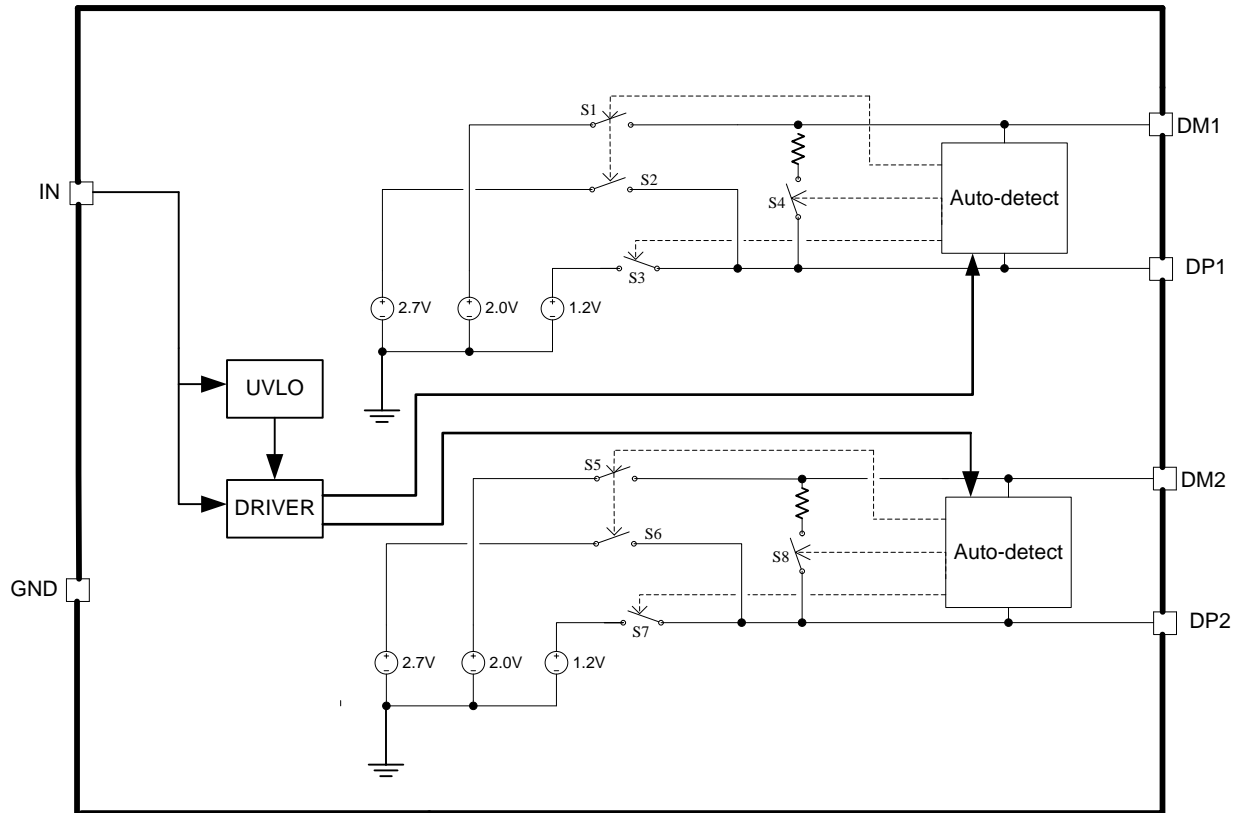 S1
DM1
IN
S2
Auto-detect
S4
S3
DP1
2.7V
2.0V
1.2V
UVLO
S5
DM2
DRIVER
S6
Auto-detect
S8
GND
DP2
S7
2.7V
2.0V
1.2V